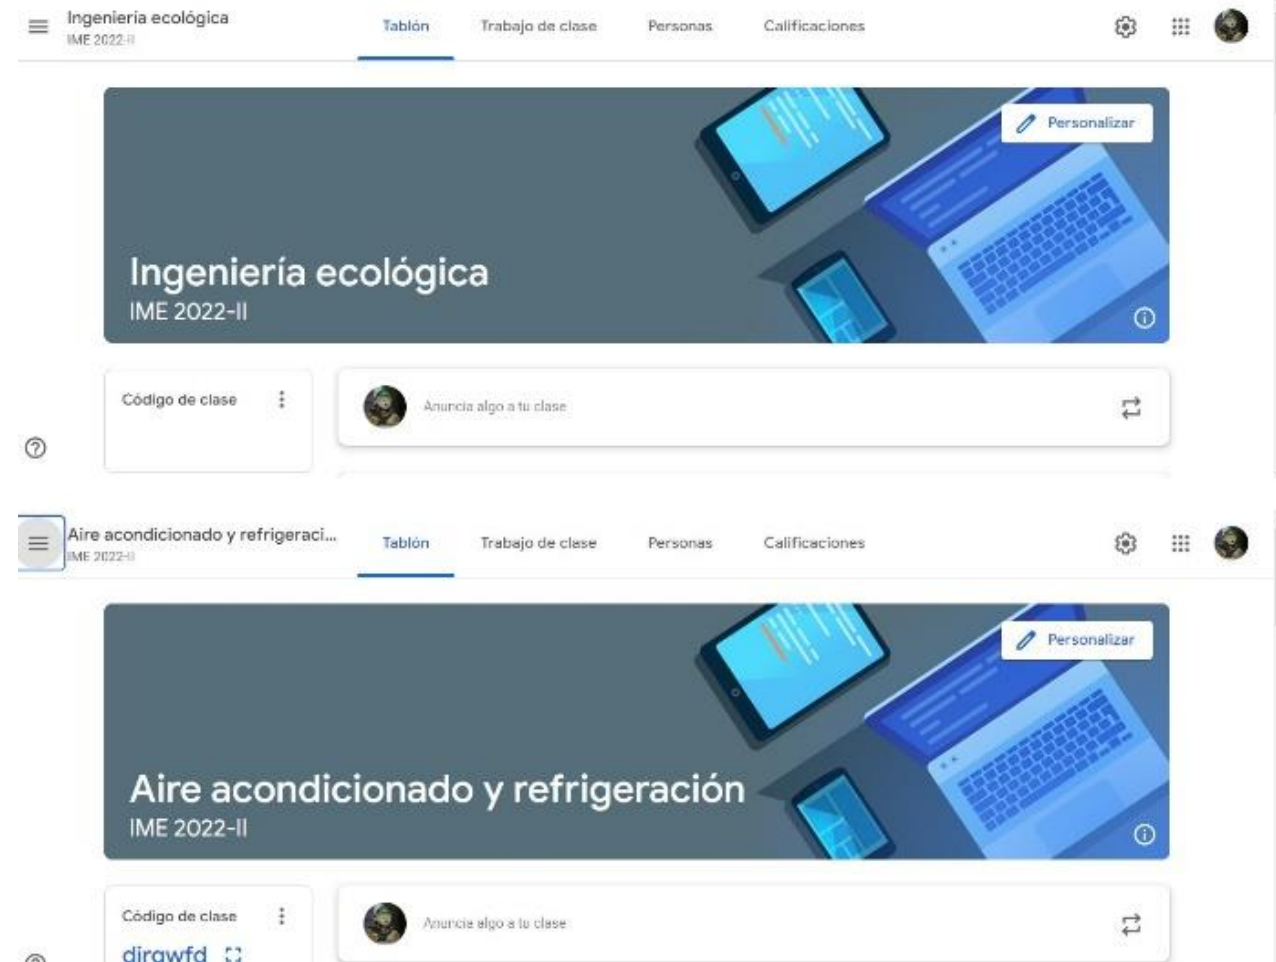 Ingeniería ecológica
IME 2022-II
Tablón
Trabajo de clase
Personas
Calificaciones
Personalizar
Ingeniería ecológica
IME 2022-II
Código de clase
Anuncia algo a tu clase
Aire acondicionado y refrigeraci...
IME 2022-II
Tablón
Trabajo de clase
Personas
Calificaciones
Personalizar
Aire acondicionado y refrigeración
IME 2022-II
Código de clase
Anuncia algo a tu clase